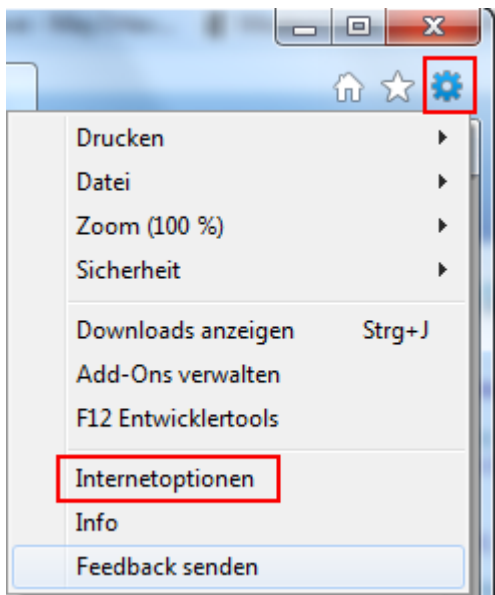 Drucken
Datei
Zoom (100 %)
Sicherheit
Downloads anzeigen Strg+J
Add-Ons verwalten
F12 Entwicklertools
Internetoptionen
Info
Feedback senden